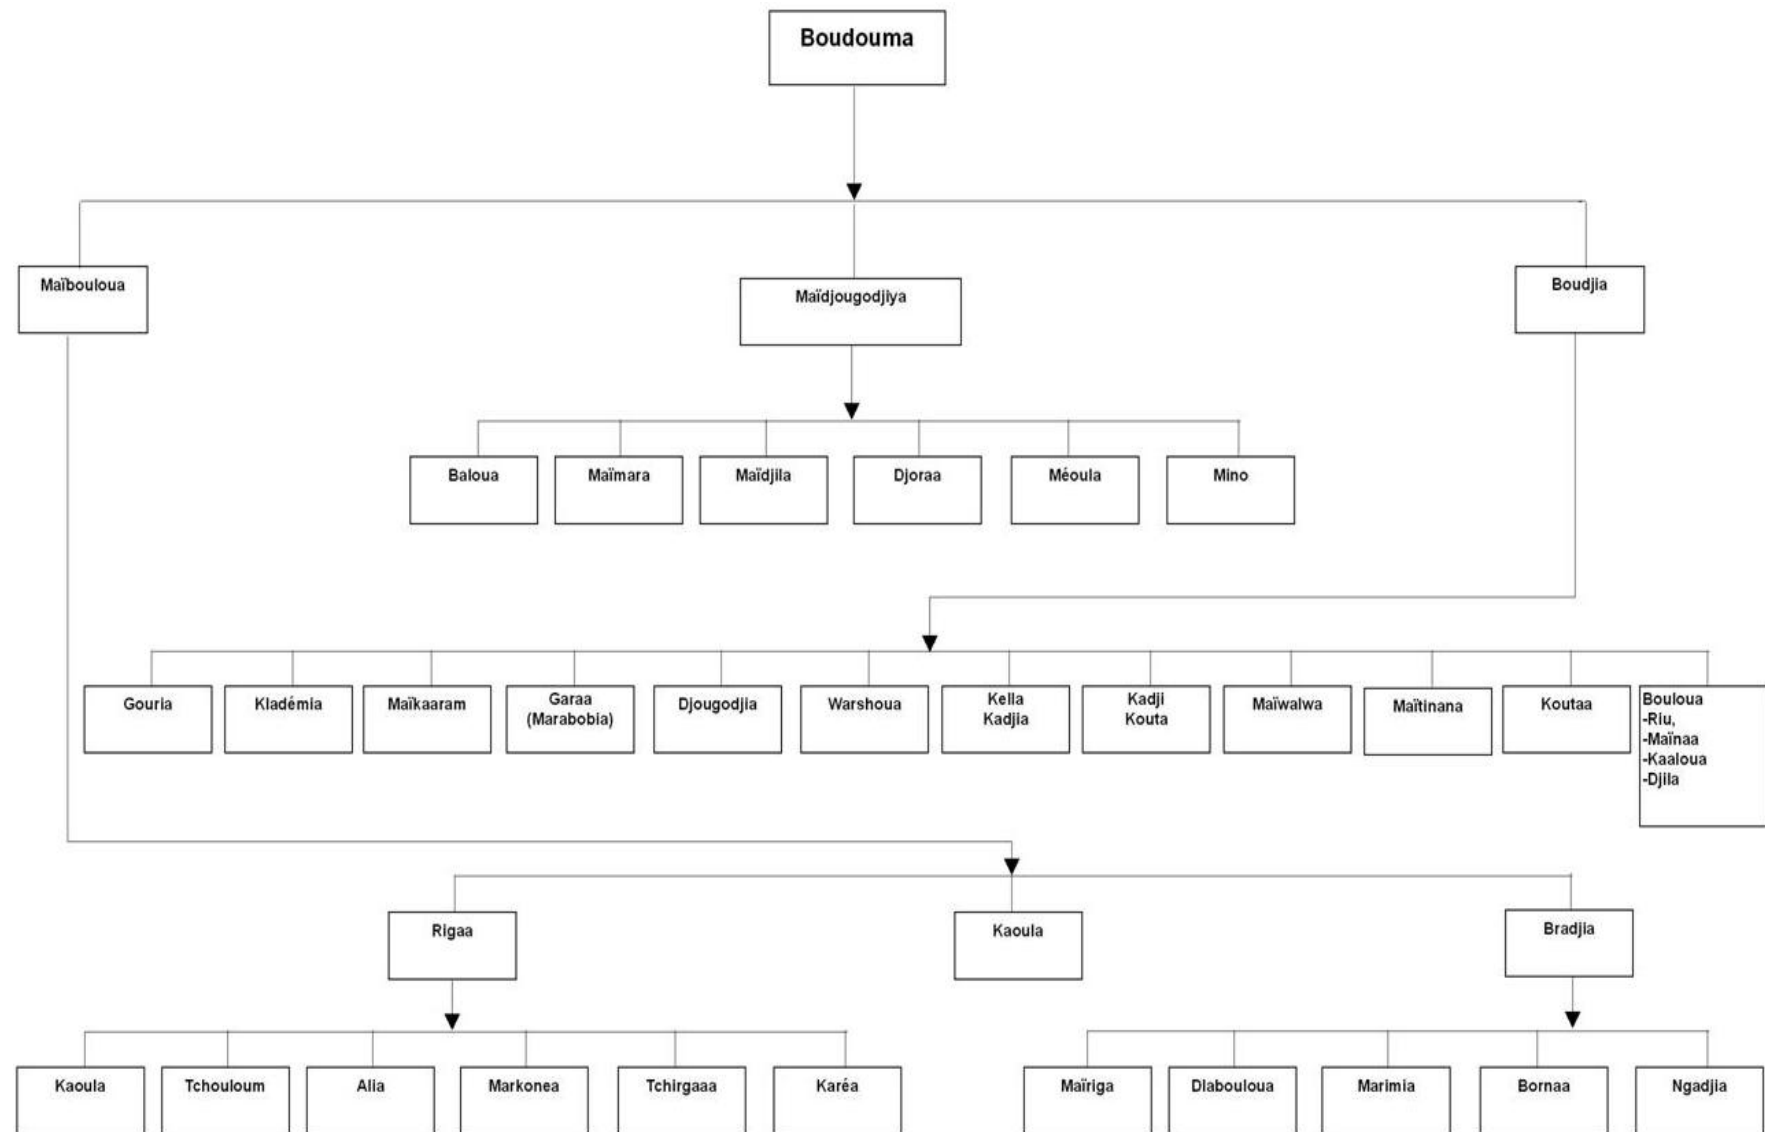 Boudouma
Maïbouloua
Maïdjougodjiya
Boudjia
Baloua
Maïmara
Maïdjila
Djoraa
Méoula
Mino
Gouria
Kladémia
Maïkaaram
Garaa
(Marabobia)
Djougodjia
Warshoua
Kella
Kadjia
Kadji
Kouta
Maïwalwa
Maïtinana
Koutaa
Bouloua
-Riu,
-Maïnaa
-Kaaloua
-Djila
Rigaa
Kaoula
Bradjia
Kaoula
Tchouloum
Alia
Markonea
Tchirgaaa
Karéa
Maïriga
Dlabouloua
Marimia
Bornaa
Ngadjia